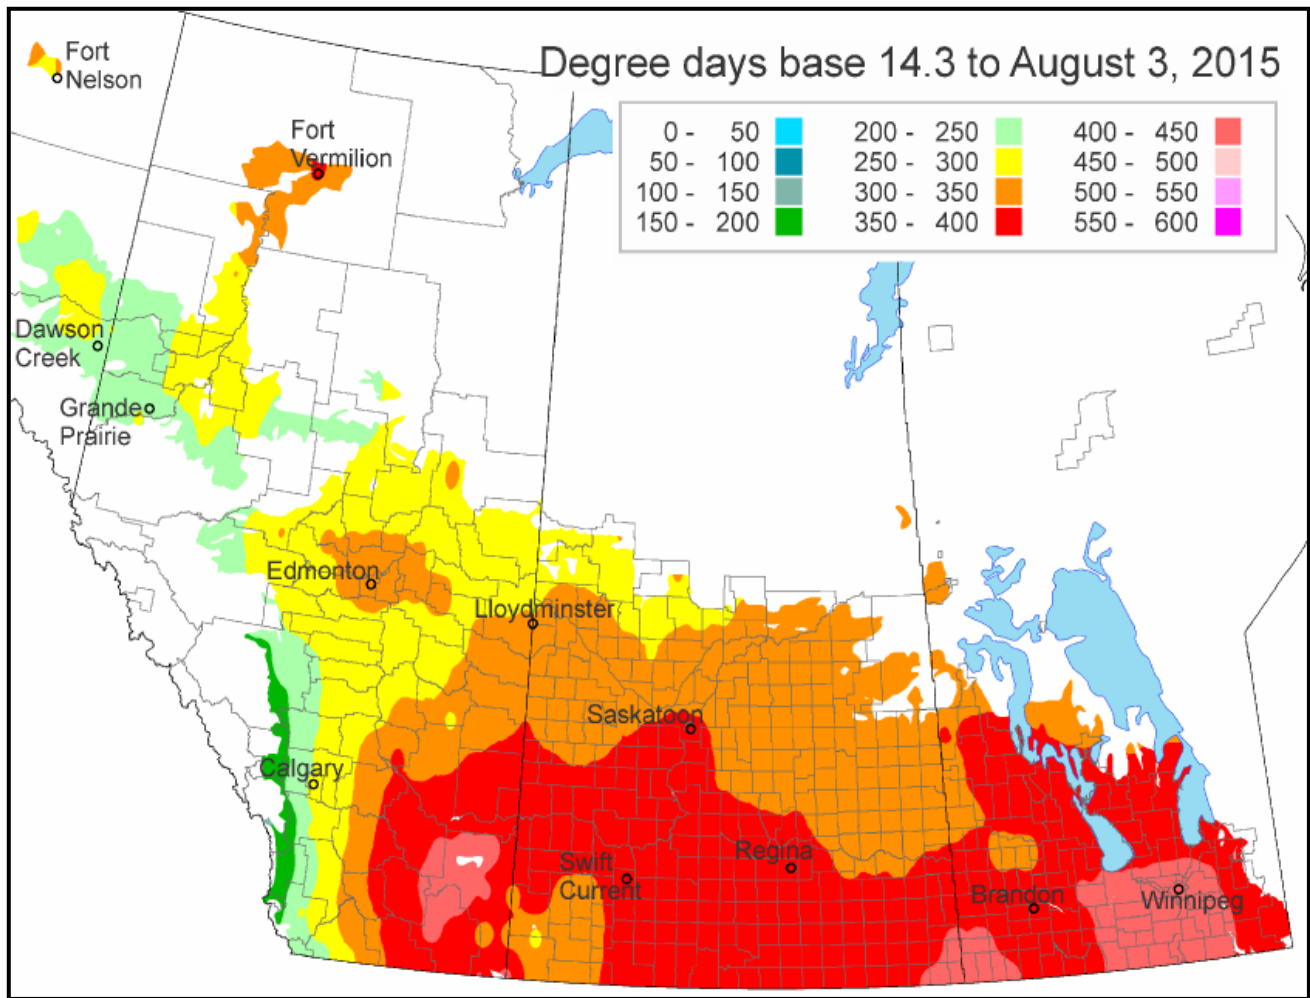 Fort
Nelson
Degree days base 14.3 to August 3, 2015
0 - 50 200 - 250 400 - 450
50 - 100 250 - 300 450 - 500
100 - 150 300 - 350 500 - 550
150 - 200 350 - 400 550 - 600
Fort
Vermilion
Dawson
Creek
Grande
Prairie
Edmonton
Lloydminster
Saskatoon
Calgary
Regina
Swift
Current
Brandon
Winnipeg